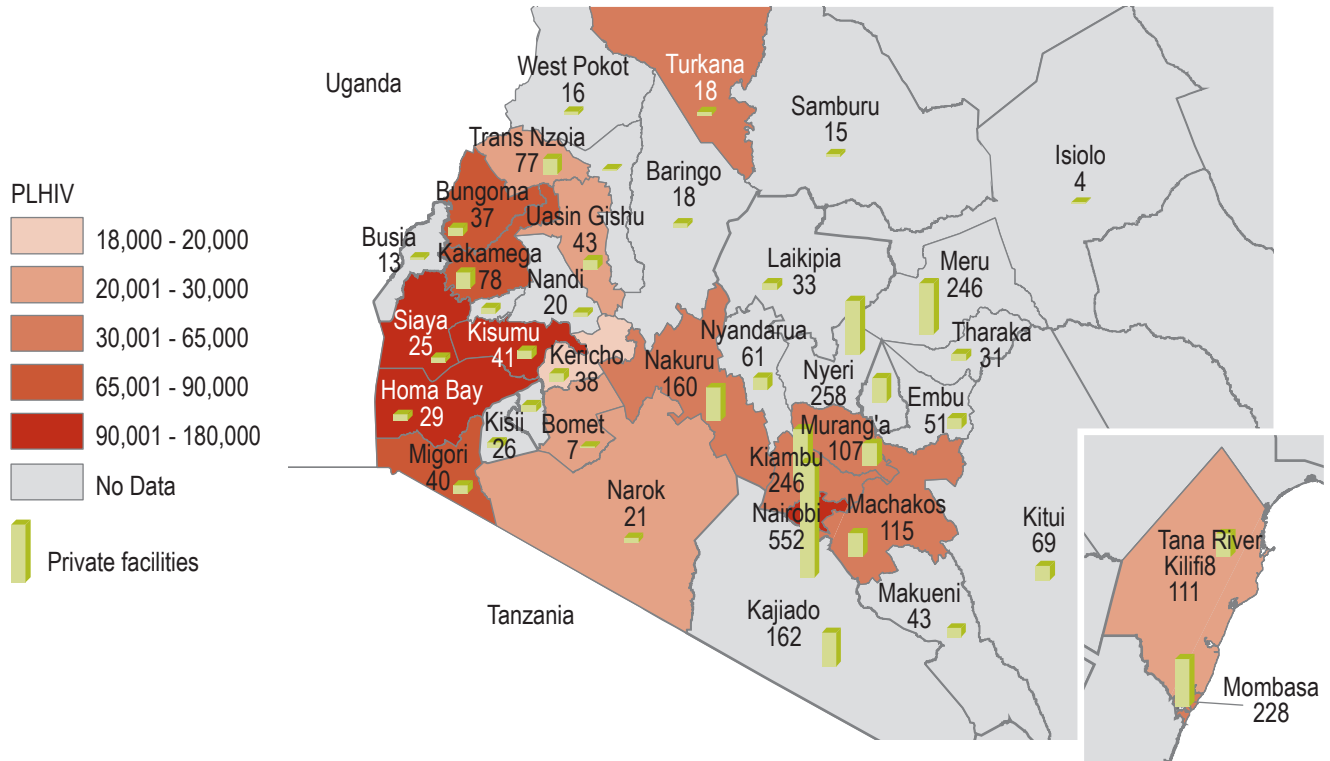 Uganda
West Pokot
16
Turkana
18
Samburu
15
Isiolo
4
Trans Nzoia
77
Baringo
18
PLHIV
18,000 - 20,000
20,001 - 30,000
30,001 - 65,000
65,001 - 90,000
90,001 - 180,000
No Data
Private facilities
Bungoma
37
Uasin Gishu
43
Busia
13
Kakamega
78
Nandi
20
Laikipia
33
Meru
246
Siaya
25
Kisumu
41
Kericho
38
Nakuru
160
Nyandarua
61
Tharaka
31
Nyeri
258
Embu
51
Homa Bay
29
Kisii
26
Bomet
7
Murang'a
107
Migori
40
Kiambu
246
Narok
21
Nairobi
552
Machakos
115
Kitui
69
Tanzania
Kajiado
162
Makueni
43
Tana River
Kilifi8
111
Mombasa
228